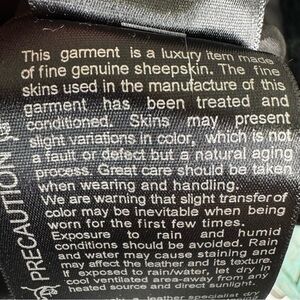 This garment is a luxury item made
of fine genuine sheepskin. The fine
skins used in the manufacture of this
garment has been treated and
conditioned. Skins may present
slight variations in color, which is not
a fault or defect but a natural aging
process. Great care should be taken
when wearing and handling.
We are warning that slight transfer of
color may be inevitable when being
worn for the first few times.
Exposure to rain and humid
conditions should be avoided. Rain
and water may cause staining and
may affect the leather and its texture.
If exposed to rain/water, let dry in
cool ventilated area-away from any
heated source and direct sunlight.
a leather specialist dry
PRECAUTION